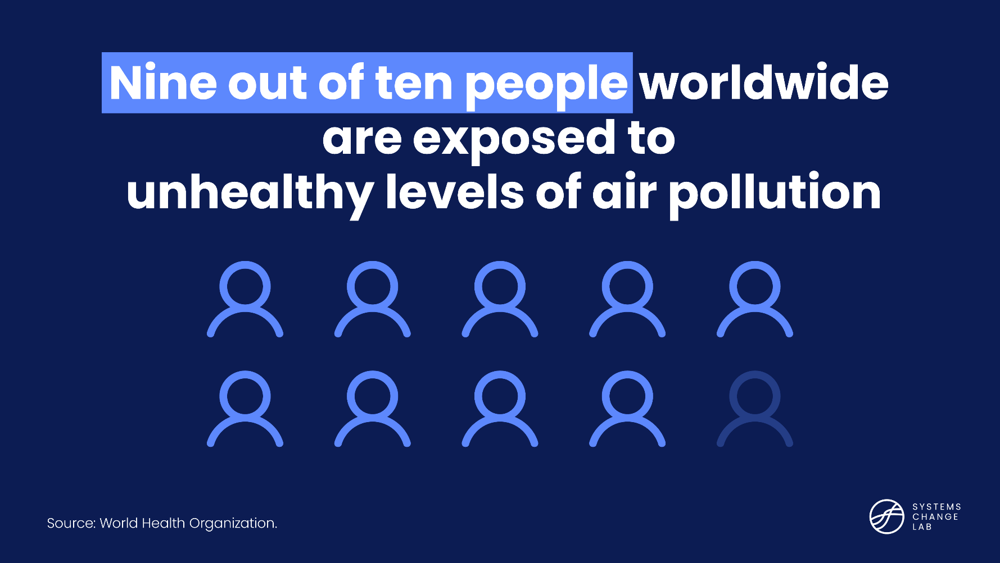 Nine out of ten people worldwide
are exposed to
unhealthy levels of air pollution
Source: World Health Organization.
SYSTEMS
CHANGE
LAB